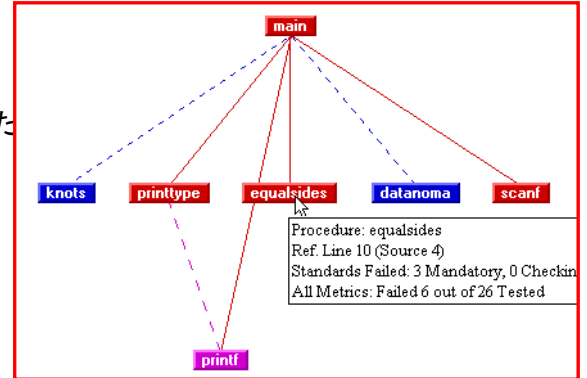 main
た
knots printtype equalsides datanoma scanf
Procedure: equalsides
Ref. Line 10 (Source 4)
Standards Failed: 3 Mandatory, 0 Checkin
All Metrics: Failed 6 out of 26 Tested
printf